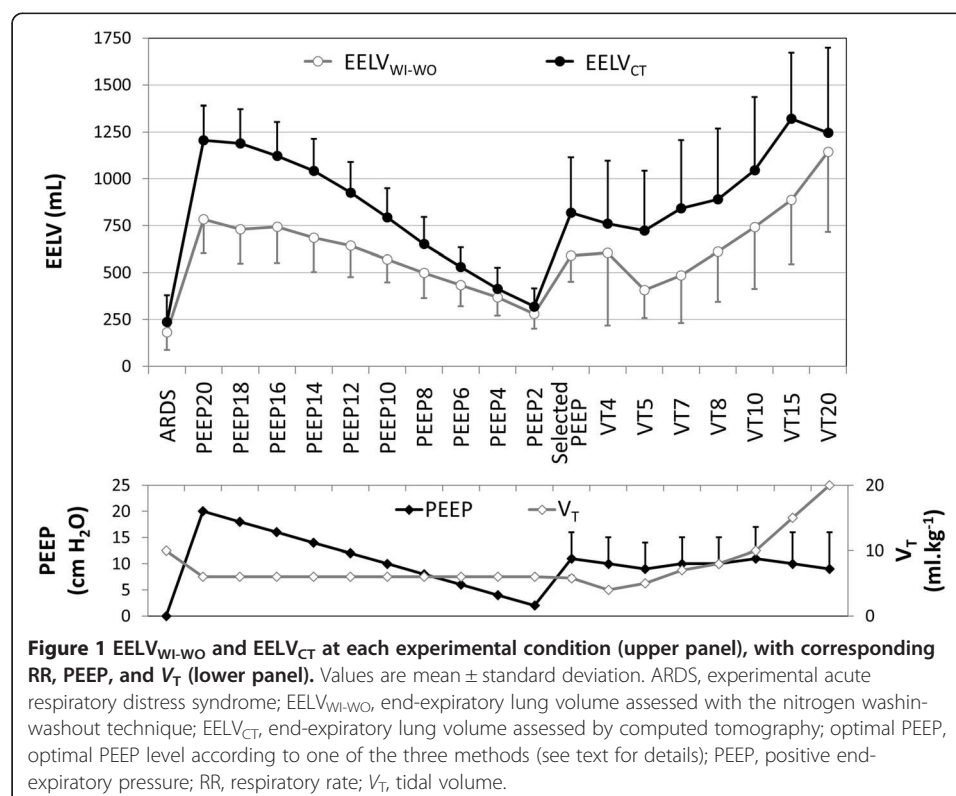 1750
1500
1250
1000
750
500
250
0
EELV (mL)
EELV_WI-WO
EELV_CT
ARDS
PEEP20
PEEP18
PEEP16
PEEP14
PEEP12
PEEP10
PEEP8
PEEP6
PEEP4
PEEP2
Selected
PEEP
VT4
VT5
VT7
VT8
VT10
VT15
VT20
25
20
15
10
5
0
PEEP
(cm H₂O)
PEEP
V_T
20
10
0
V_T
(ml.kg⁻¹)
Figure 1 EELV_WI-WO and EELV_CT at each experimental condition (upper panel), with corresponding
RR, PEEP, and V_T (lower panel). Values are mean ± standard deviation. ARDS, experimental acute
respiratory distress syndrome; EELV_WI-WO, end-expiratory lung volume assessed with the nitrogen washin-
washout technique; EELV_CT, end-expiratory lung volume assessed by computed tomography; optimal PEEP,
optimal PEEP level according to one of the three methods (see text for details); PEEP, positive end-
expiratory pressure; RR, respiratory rate; V_T, tidal volume.